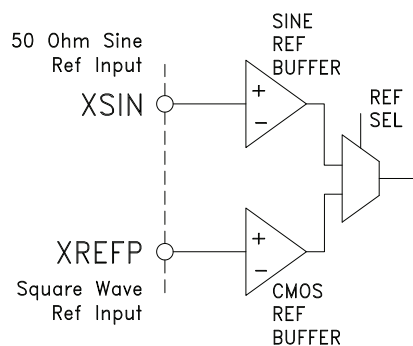 50 Ohm Sine
Ref Input
XSIN
SINE
REF
BUFFER
+
−
REF
SEL
XREFP
Square Wave
Ref Input
+
−
CMOS
REF
BUFFER